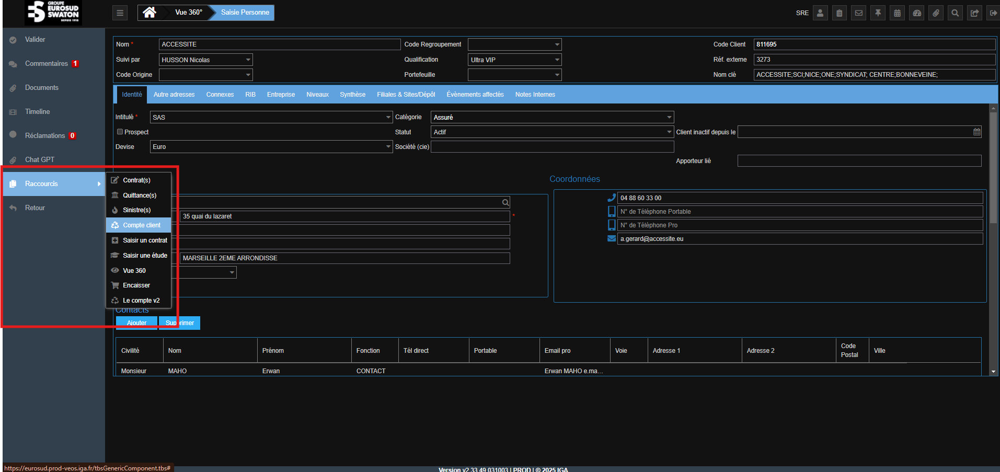 GROUPE
EUROSUD
SWATON
DEPUIS 1918
Vue 360°
Saisie Personne
SRE
Valider
Commentaires 1
Documents
Timeline
Réclamations 0
Chat GPT
Raccourcis
Retour
Nom * ACCESSITE
Code Regroupement
Code Client 811695
Suivi par HUSSON Nicolas
Qualification Ultra VIP
Réf. externe 3273
Code Origine
Portefeuille
Nom clé ACCESSITE;SCI;NICE;ONE;SYNDICAT; CENTRE;BONNEVEINE;
Identité Autre adresses Connexes RIB Entreprise Niveaux Synthèse Filiales & Sites/Dépôt Évènements affectés Notes Internes
Intitulé * SAS
Catégorie Assuré
Prospect
Statut Actif
Client inactif depuis le
Devise Euro
Société (cie)
Apporteur lié
Contrat(s)
Quittance(s)
Sinistre(s)
Compte client
Saisir un contrat
Saisir une étude
Vue 360
Encaisser
Le compte v2
35 quai du lazaret *
MARSEILLE 2EME ARRONDISSE
Coordonnées
04 88 60 33 00
N° de Téléphone Portable
N° de Téléphone Pro
a.gerard@accessite.eu
Contacts
Ajouter Supprimer
Civilité Nom Prénom Fonction Tél direct Portable Email pro Voie Adresse 1 Adresse 2 Code Postal Ville
Monsieur MAHO Erwan CONTACT Erwan MAHO e.ma...
https://eurosud.prod-veos.iga.fr/tbsGenericComponent.tbs#
Version v2.33.49.031003 | PROD | © 2025 IGA